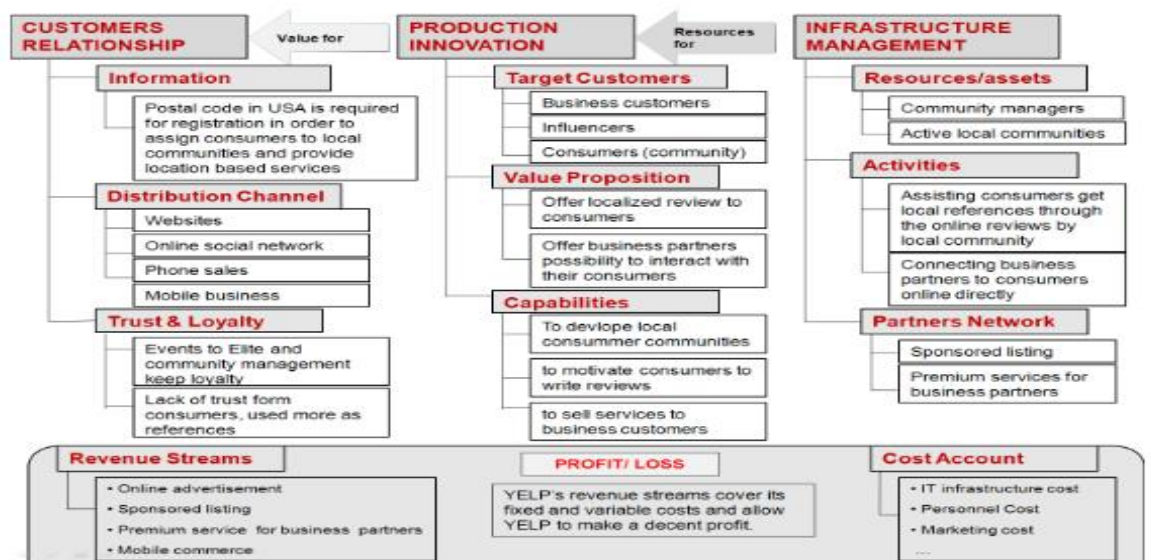 CUSTOMERS
RELATIONSHIP
Value for
PRODUCTION
INNOVATION
Resources
for
INFRASTRUCTURE
MANAGEMENT
Information
Postal code in USA is required
for registration in order to
assign consumers to local
communities and provide
location based services
Distribution Channel
Websites
Online social network
Phone sales
Mobile business
Trust & Loyalty
Events to Elite and
community management
keep loyalty
Lack of trust form
consumers, used more as
references
Target Customers
Business customers
Influencers
Consumers (community)
Value Proposition
Offer localized review to
consumers
Offer business partners
possibility to interact with
their consumers
Capabilities
To devlope local
consummer communities
to motivate consumers to
write reviews
to sell services to
business customers
Resources/assets
Community managers
Active local communities
Activities
Assisting consumers get
local references through
the online reviews by
local community
Connecting business
partners to consumers
online directly
Partners Network
Sponsored listing
Premium services for
business partners
Revenue Streams
• Online advertisement
• Sponsored listing
• Premium service for business partners
• Mobile commerce
PROFIT/ LOSS
YELP's revenue streams cover its
fixed and variable costs and allow
YELP to make a decent profit.
Cost Account
• IT infrastructure cost
• Personnel Cost
• Marketing cost
...